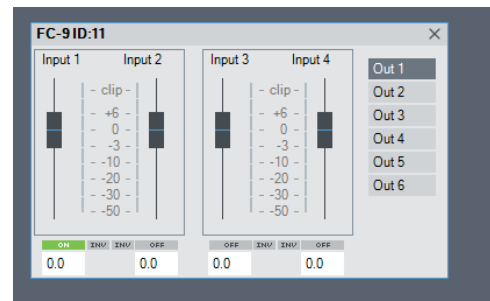 FC-9 ID:11
Input 1 Input 2 Input 3 Input 4
Out 1
- clip - - clip - Out 2
- +6 - - +6 - Out 3
- 0 - - 0 -
- -3 - - -3 - Out 4
- -10 - - -10 - Out 5
- -20 - - -20 -
- -30 - - -30 - Out 6
- -50 - - -50 -
ON INV INV OFF OFF INV INV OFF
0.0 0.0 0.0 0.0